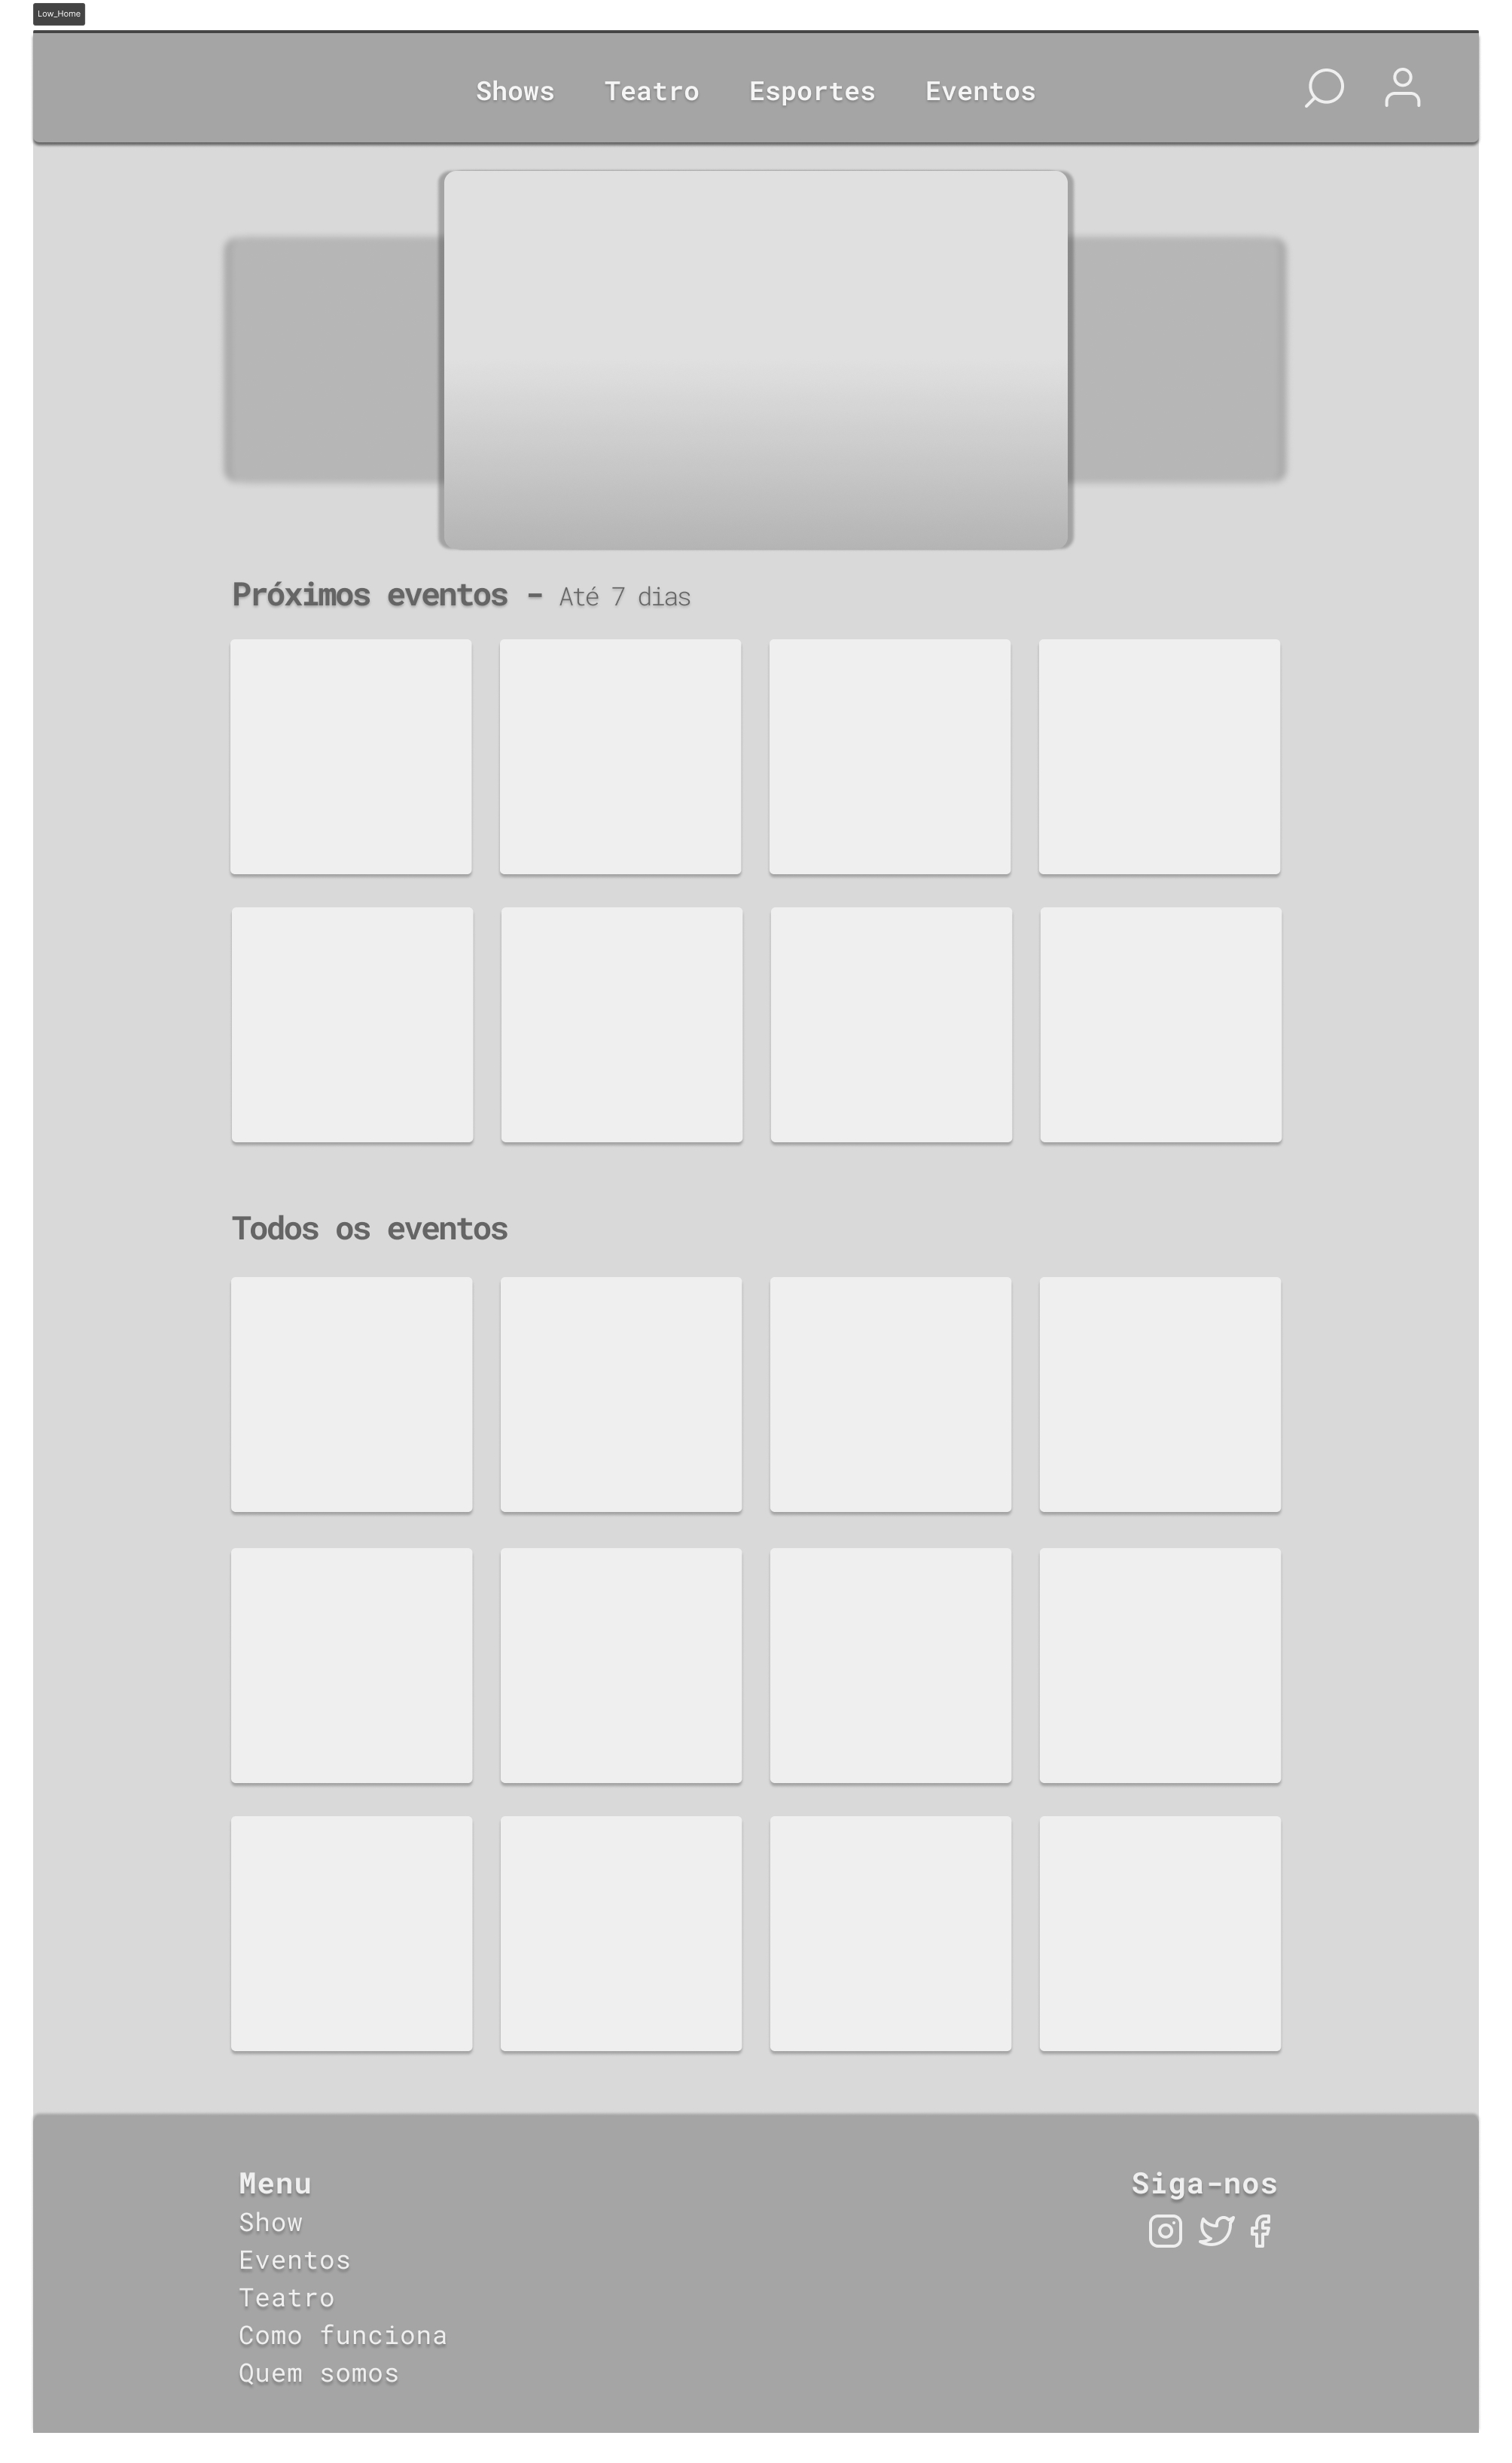 Low_Home
Shows Teatro Esportes Eventos
Próximos eventos - Até 7 dias
Todos os eventos
Menu
Show
Eventos
Teatro
Como funciona
Quem somos
Siga-nos